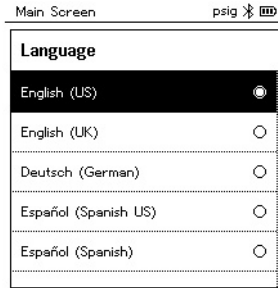 Main Screen psig
Language
English (US)
English (UK)
Deutsch (German)
Español (Spanish US)
Español (Spanish)